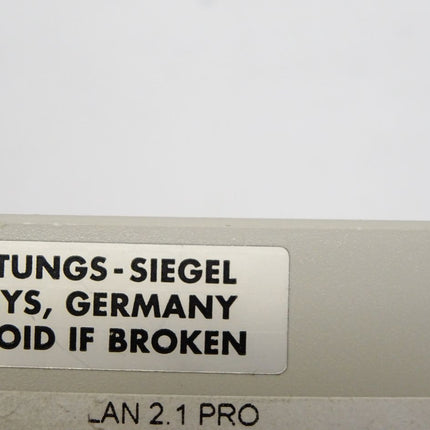 TUNGS-SIEGEL
YS, GERMANY
OID IF BROKEN
LAN 2.1 PRO